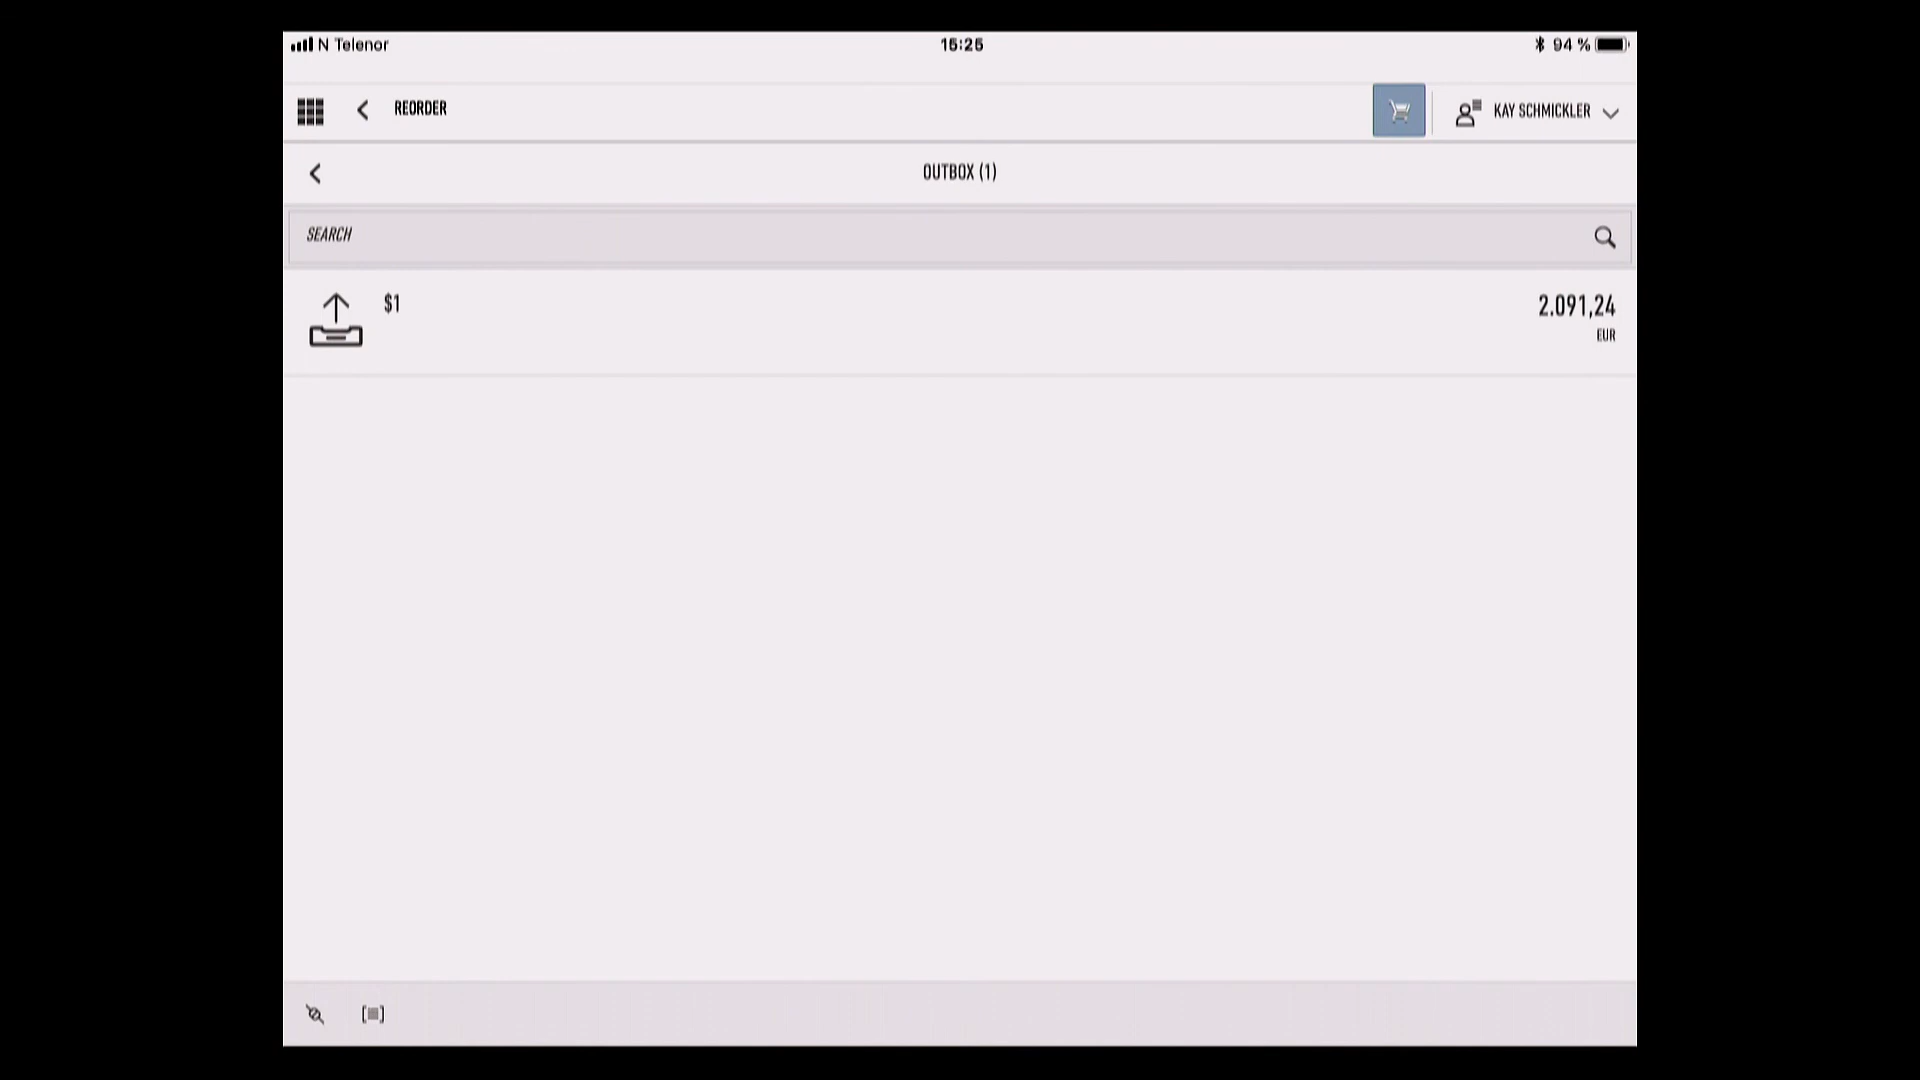 N Telenor
15:25
94 %
REORDER
KAY SCHMICKLER
OUTBOX (1)
SEARCH
$1
2.091,24
EUR